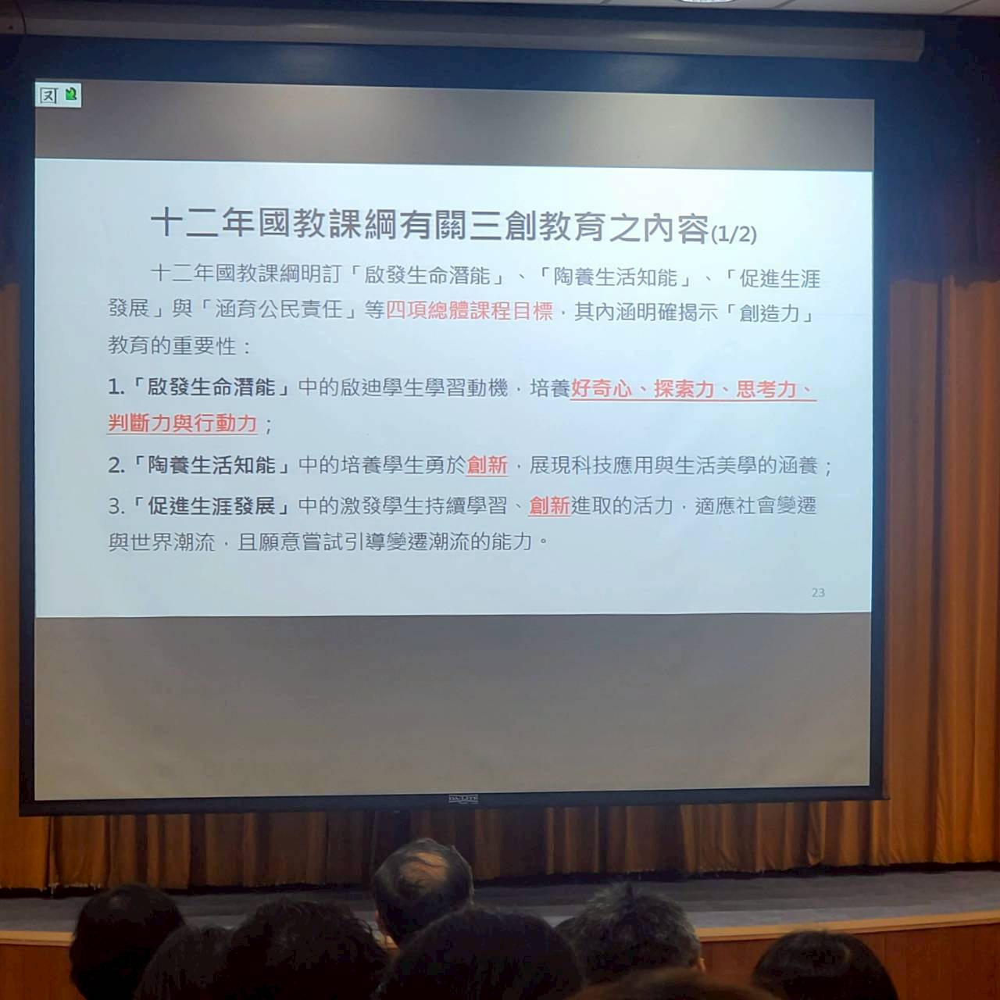 十二年國教課綱有關三創教育之內容(1/2)
十二年國教課綱明訂「啟發生命潛能」、「陶養生活知能」、「促進生涯
發展」與「涵育公民責任」等四項總體課程目標，其內涵明確揭示「創造力」
教育的重要性：
1.「啟發生命潛能」中的啟迪學生學習動機，培養好奇心、探索力、思考力、
判斷力與行動力；
2.「陶養生活知能」中的培養學生勇於創新，展現科技應用與生活美學的涵養；
3.「促進生涯發展」中的激發學生持續學習、創新進取的活力，適應社會變遷
與世界潮流，且願意嘗試引導變遷潮流的能力。
23
DA-LITE